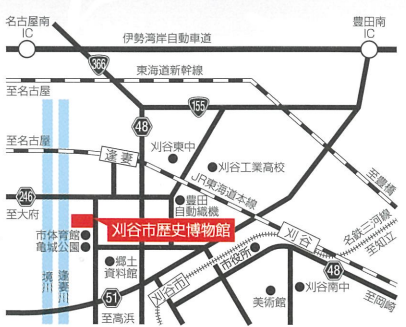 名古屋南
IC
伊勢湾岸自動車道
豊田南
IC
366
東海道新幹線
至名古屋
155
48
至名古屋
逢妻
刈谷東中
刈谷工業高校
至豊橋
JR東海道本線
246
至大府
豊田
自動織機
刈谷市歴史博物館
市体育館
亀城公園
市役所
刈谷
名鉄三河線
至知立
郷土
資料館
境川
逢妻川
刈谷市
48
51
至高浜
美術館
刈谷南中
至岡崎